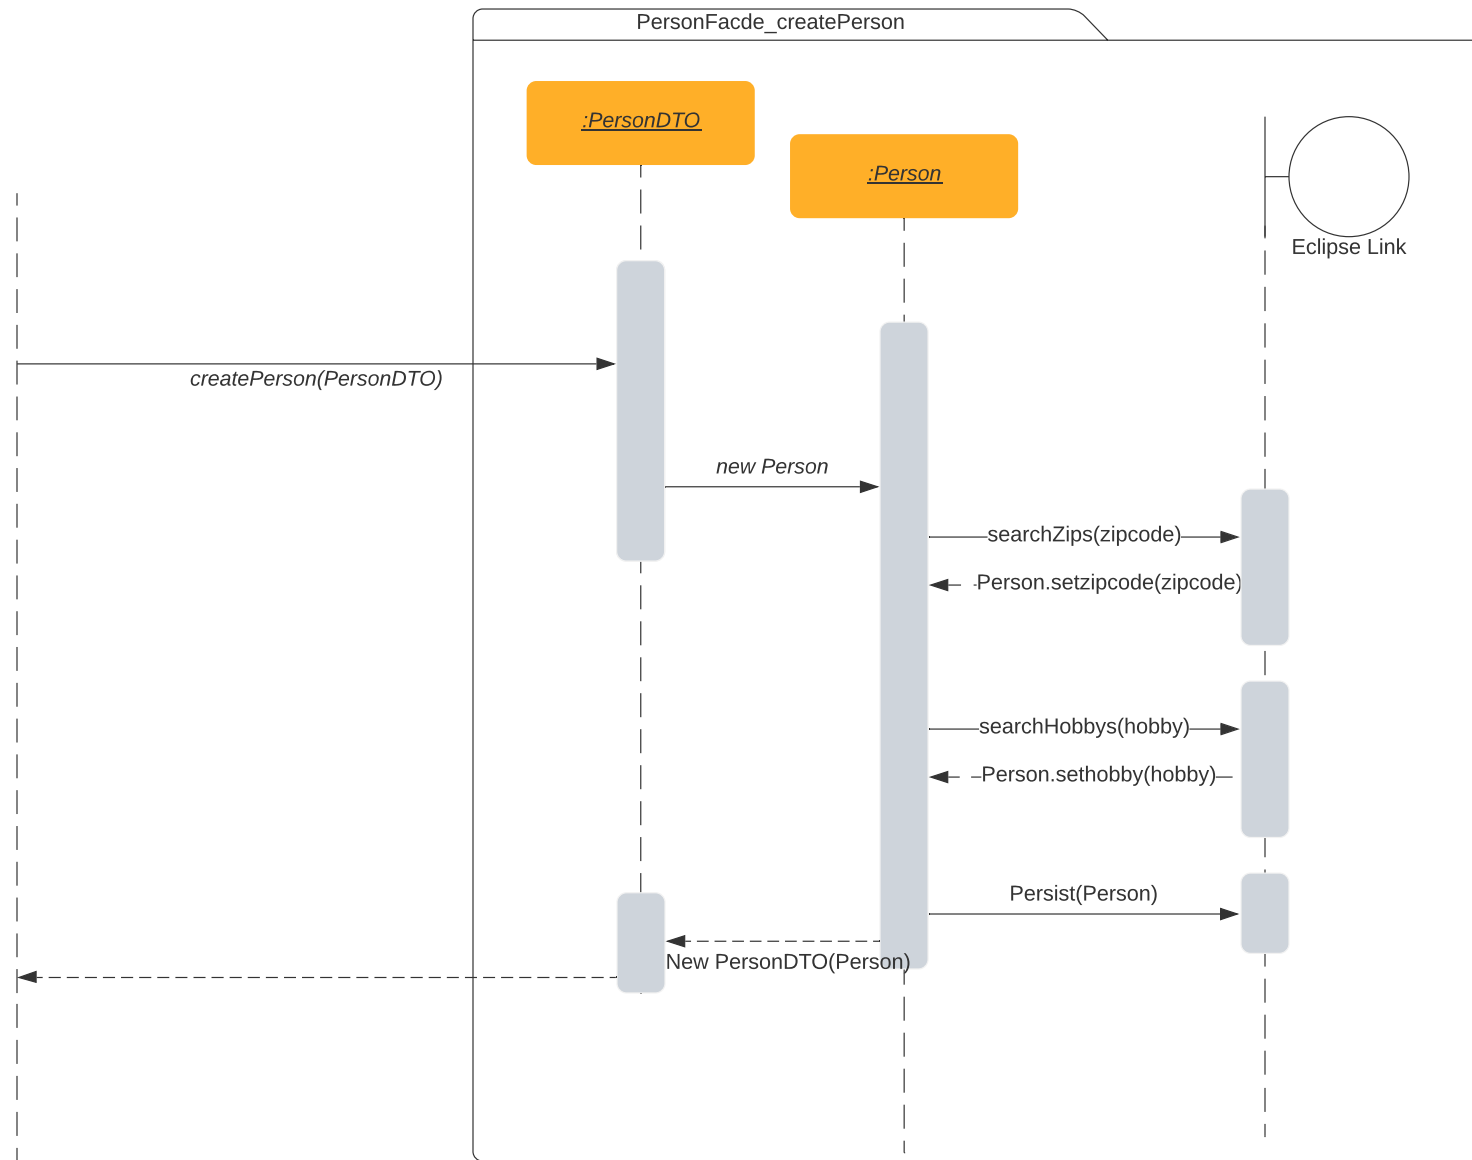 PersonFacde_createPerson
:PersonDTO
:Person
Eclipse Link
createPerson(PersonDTO)
new Person
searchZips(zipcode)
Person.setzipcode(zipcode)
searchHobbys(hobby)
Person.sethobby(hobby)
Persist(Person)
New PersonDTO(Person)